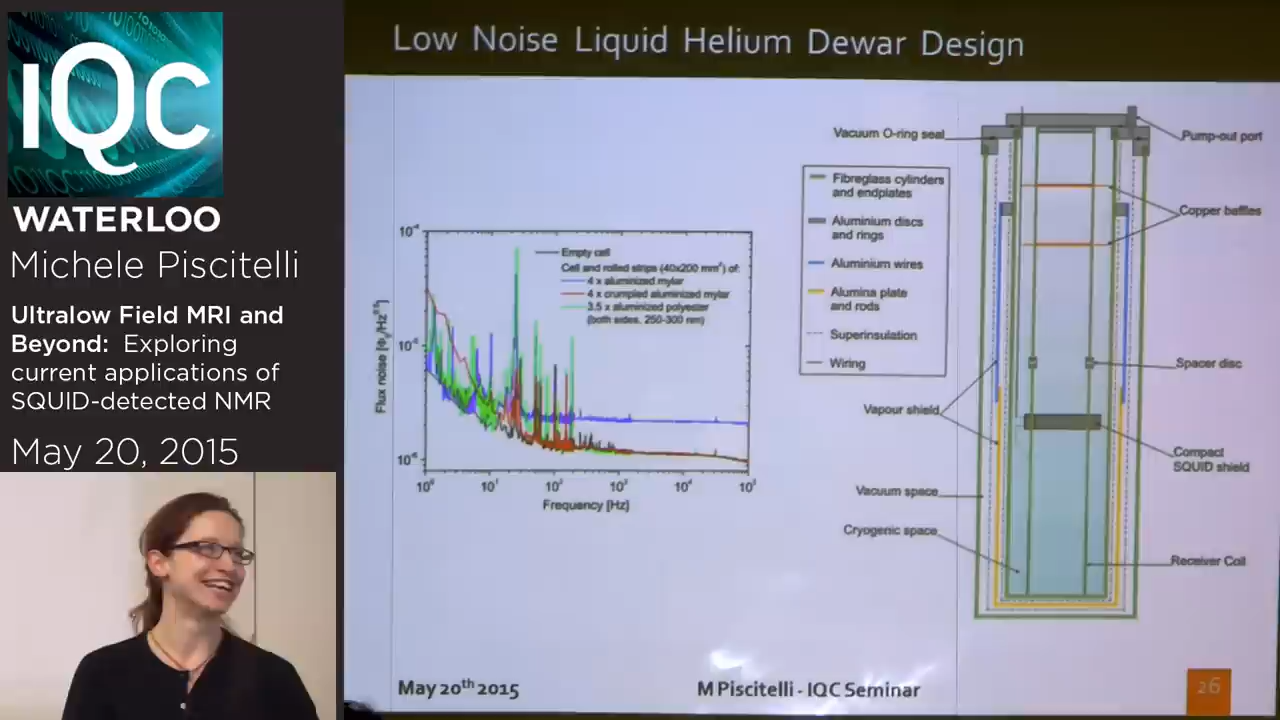 IQC
WATERLOO
Michele Piscitelli
Ultralow Field MRI and
Beyond: Exploring
current applications of
SQUID-detected NMR
May 20, 2015
Low Noise Liquid Helium Dewar Design
Empty cell
Cell and rolled strips (40x200 mm²) of:
4 x aluminized mylar
4 x crumpled aluminized mylar
3.5 x aluminized polyester
(both sides, 250-300 nm)
10⁰ 10¹ 10² 10³ 10⁴
Frequency [Hz]
Vacuum O-ring seal
Pump-out port
Fibreglass cylinders
and endplates
Aluminium discs
and rings
Aluminium wires
Alumina plate
and rods
Superinsulation
Wiring
Copper baffles
Spacer disc
Vapour shield
Compact
SQUID shield
Vacuum space
Cryogenic space
Receiver Coil
May 20th 2015
M Piscitelli - IQC Seminar
26